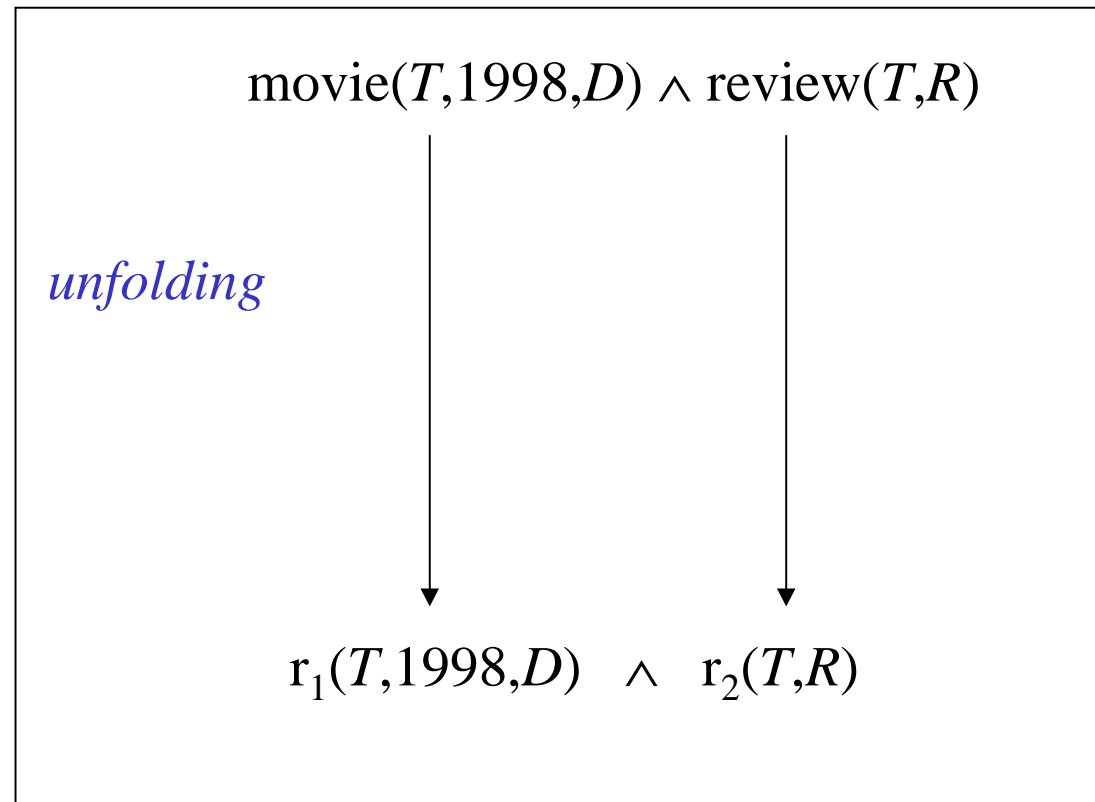 movie(T,1998,D) ∧ review(T,R)
unfolding
r₁(T,1998,D) ∧ r₂(T,R)